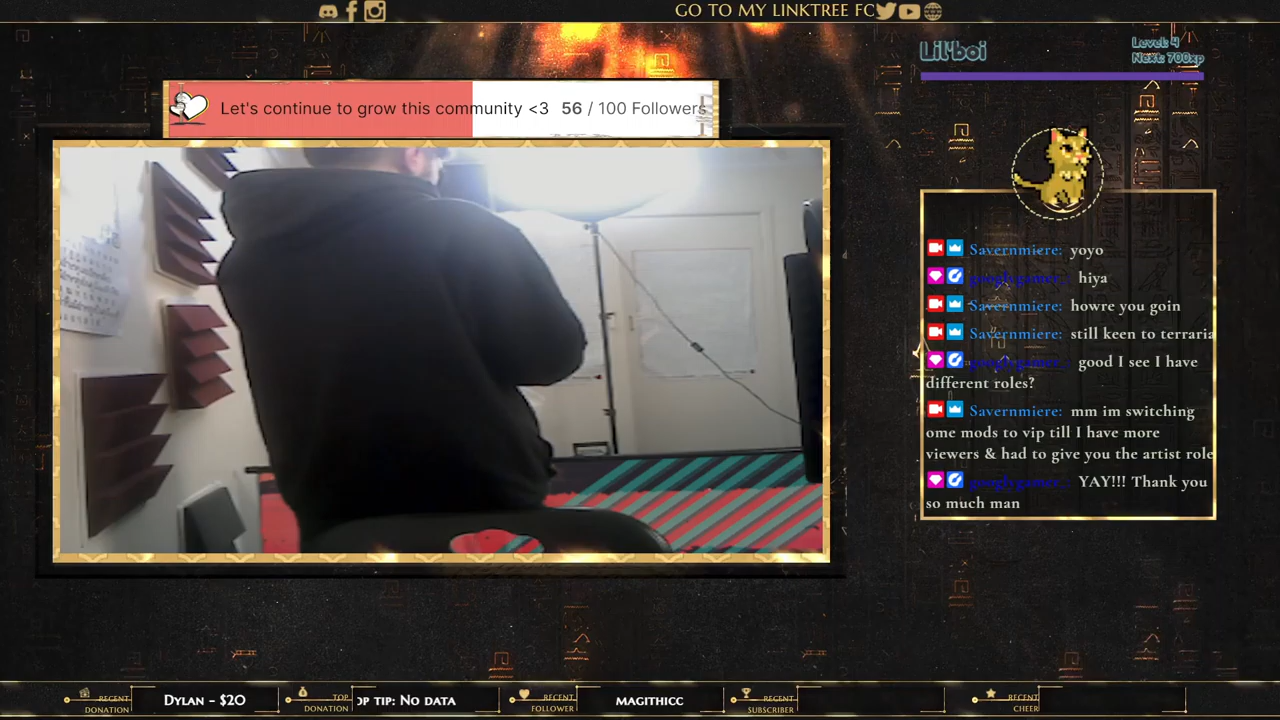 GO TO MY LINKTREE FC
Lil'boi
Level: 4
Next: 700xp
Let's continue to grow this community <3 56 / 100 Followers
Savernmiere: yoyo
googlygamer_: hiya
Savernmiere: howre you goin
Savernmiere: still keen to terraria
googlygamer_: good I see I have
different roles?
Savernmiere: mm im switching
ome mods to vip till I have more
viewers & had to give you the artist role
googlygamer_: YAY!!! Thank you
so much man
RECENT
DONATION
DYLAN - $20
TOP
DONATION
OP TIP: NO DATA
RECENT
FOLLOWER
MAGITHICC
RECENT
SUBSCRIBER
RECENT
CHEER